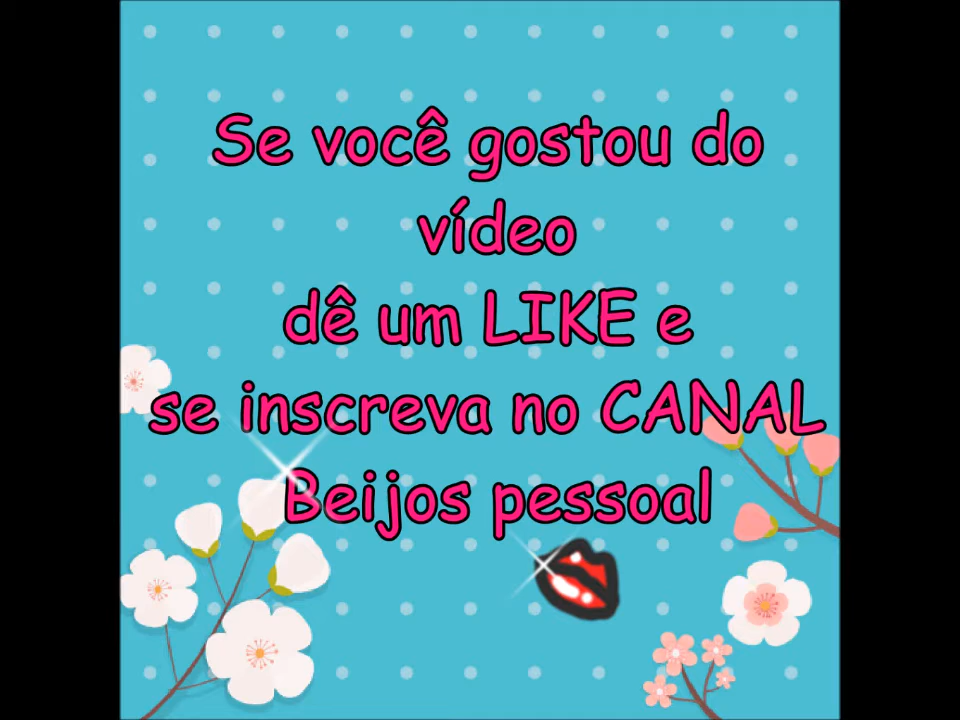 Se você gostou do
vídeo
dê um LIKE e
se inscreva no CANAL
Beijos pessoal